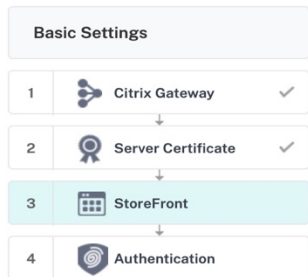 Basic Settings
1 Citrix Gateway
2 Server Certificate
3 StoreFront
4 Authentication